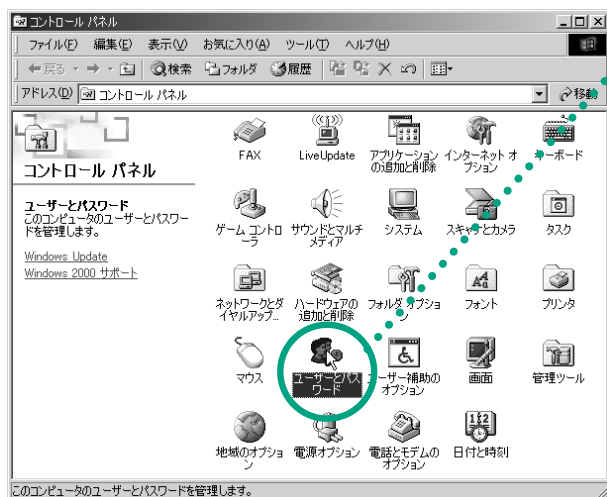 コントロール パネル
ファイル(F) 編集(E) 表示(V) お気に入り(A) ツール(T) ヘルプ(H)
戻る 検索 フォルダ 履歴
アドレス(D) コントロール パネル 移動
コントロール パネル
ユーザーとパスワード
このコンピュータのユーザーとパスワー
ドを管理します。
Windows Update
Windows 2000 サポート
FAX
LiveUpdate
アプリケーション
の追加と削除
インターネット オ
プション
キーボード
ゲーム コントロ
ーラ
サウンドとマルチ
メディア
システム
スキャナとカメラ
タスク
ネットワークとダ
イヤルアップ...
ハードウェアの
追加と削除
フォルダ オプショ
ン
フォント
プリンタ
マウス
ユーザーとパス
ワード
ユーザー補助の
オプション
画面
管理ツール
地域のオプショ
ン
電源オプション
電話とモデムの
オプション
日付と時刻
このコンピュータのユーザーとパスワードを管理します。